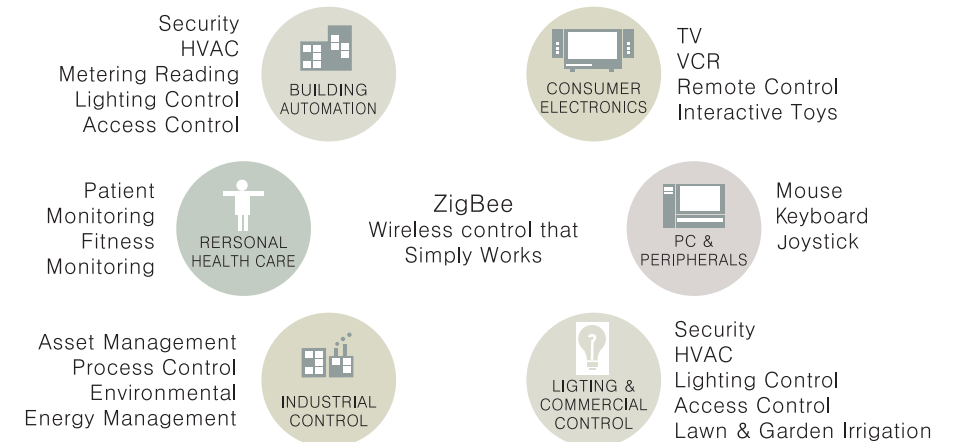 Security
HVAC
Metering Reading
Lighting Control
Access Control
BUILDING
AUTOMATION
CONSUMER
ELECTRONICS
TV
VCR
Remote Control
Interactive Toys
Patient
Monitoring
Fitness
Monitoring
RERSONAL
HEALTH CARE
ZigBee
Wireless control that
Simply Works
PC &
PERIPHERALS
Mouse
Keyboard
Joystick
Asset Management
Process Control
Environmental
Energy Management
INDUSTRIAL
CONTROL
LIGTING &
COMMERCIAL
CONTROL
Security
HVAC
Lighting Control
Access Control
Lawn & Garden Irrigation